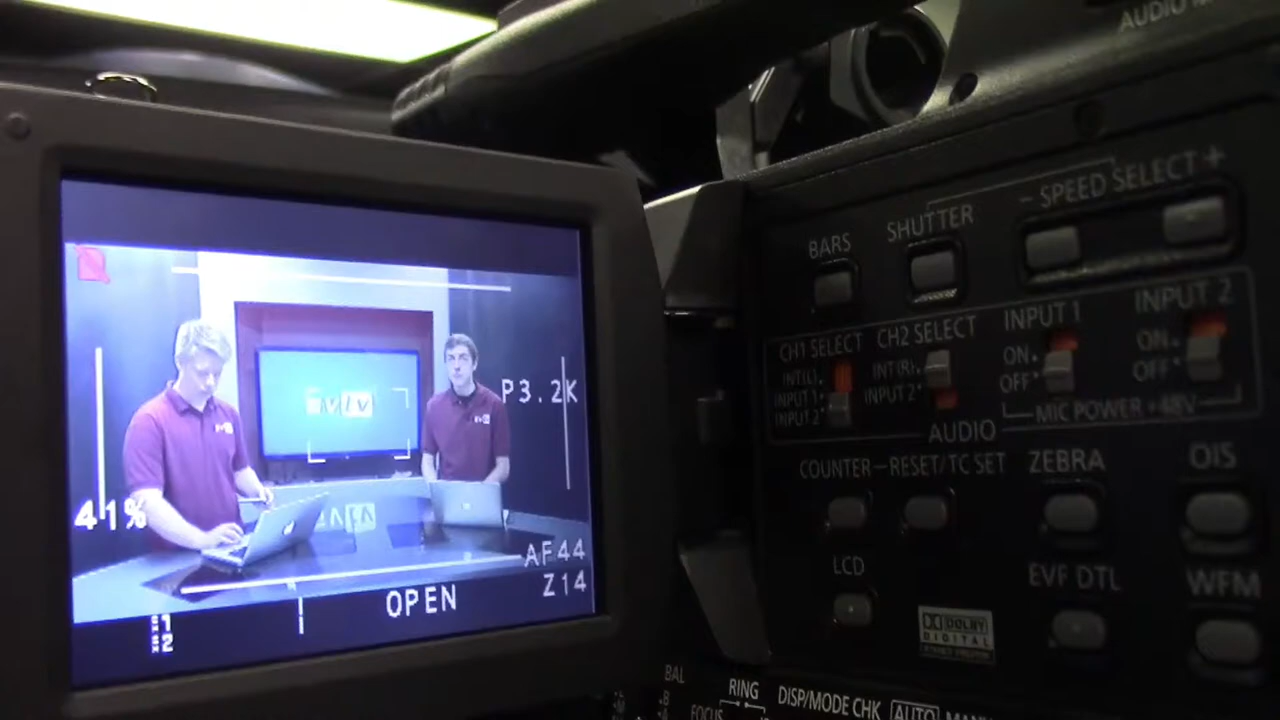 AUDIO
- SPEED SELECT +
SHUTTER
BARS
INPUT 1
INPUT 2
CH1 SELECT
CH2 SELECT
INT(L)
INPUT 1
INPUT 2
INT(R)
INPUT 2
ON
OFF
ON
OFF
MIC POWER +48V
AUDIO
COUNTER-RESET/TC SET
ZEBRA
OIS
LCD
EVF DTL
WFM
DOLBY
DIGITAL
BAL
RING
FOCUS
DISP/MODE CHK
AUTO
P3.2K
41%
AF44
Z14
OPEN
1
2